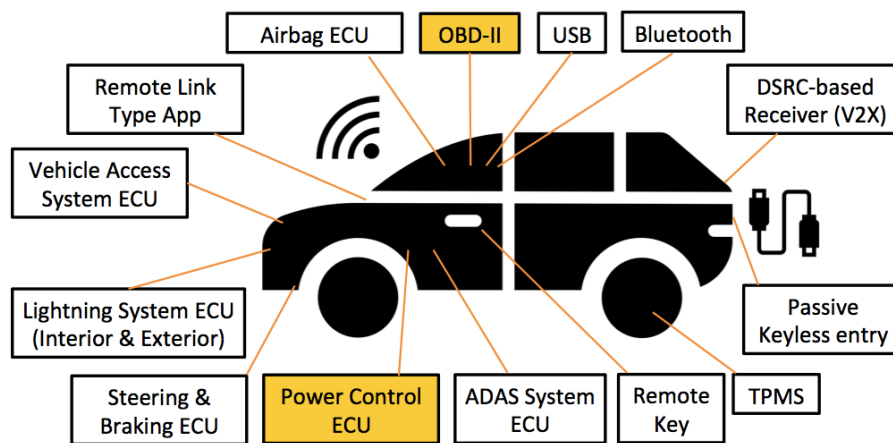 Airbag ECU
OBD-II
USB
Bluetooth
Remote Link
Type App
DSRC-based
Receiver (V2X)
Vehicle Access
System ECU
Lightning System ECU
(Interior & Exterior)
Passive
Keyless entry
Steering &
Braking ECU
Power Control
ECU
ADAS System
ECU
Remote
Key
TPMS